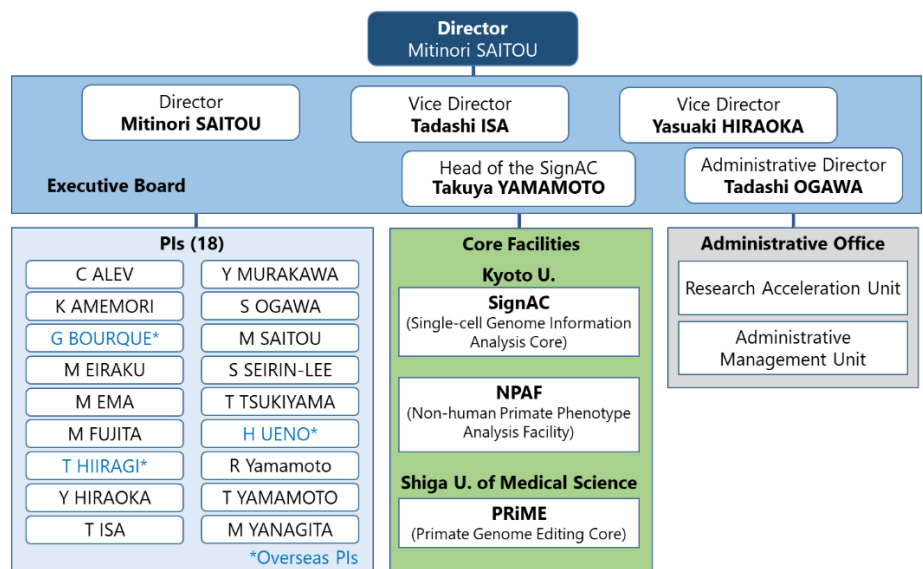 Director
Mitinori SAITOU
Director
Mitinori SAITOU
Vice Director
Tadashi ISA
Vice Director
Yasuaki HIRAOKA
Executive Board
Head of the SignAC
Takuya YAMAMOTO
Administrative Director
Tadashi OGAWA
PIs (18)
C ALEV
K AMEMORI
G BOURQUE*
M EIRAKU
M EMA
M FUJITA
T HIIRAGI*
Y HIRAOKA
T ISA
Y MURAKAWA
S OGAWA
M SAITOU
S SEIRIN-LEE
T TSUKIYAMA
H UENO*
R Yamamoto
T YAMAMOTO
M YANAGITA
*Overseas PIs
Core Facilities
Kyoto U.
SignAC
(Single-cell Genome Information
Analysis Core)
NPAF
(Non-human Primate Phenotype
Analysis Facility)
Shiga U. of Medical Science
PRiME
(Primate Genome Editing Core)
Administrative Office
Research Acceleration Unit
Administrative
Management Unit